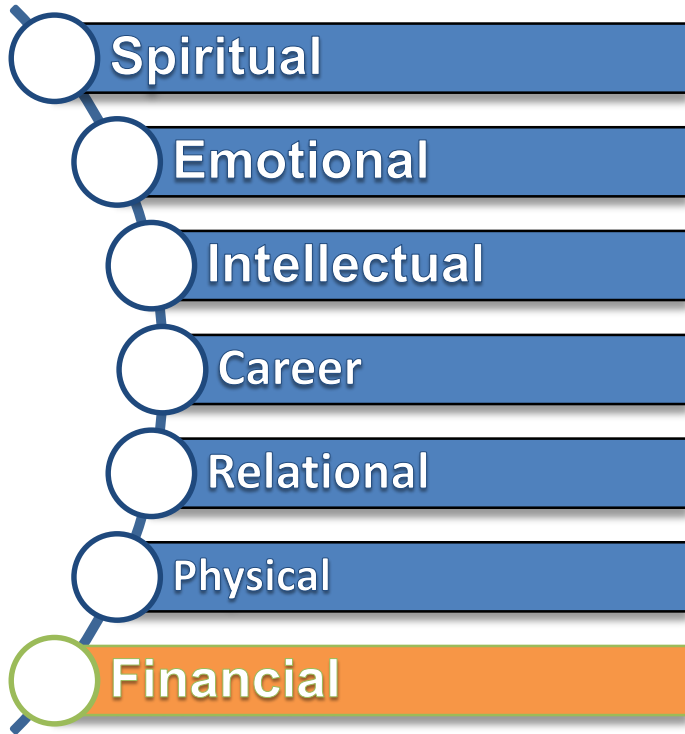 Spiritual
Emotional
Intellectual
Career
Relational
Physical
Financial